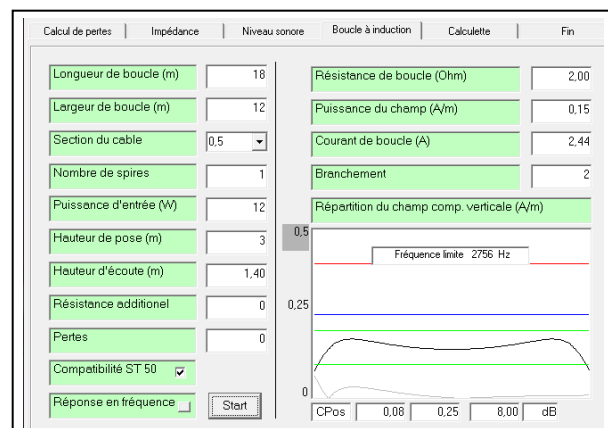 Calcul de pertes Impédance Niveau sonore Boucle à induction Calculette Fin
Longueur de boucle (m) 18
Largeur de boucle (m) 12
Section du cable 0,5
Nombre de spires 1
Puissance d'entrée (W) 12
Hauteur de pose (m) 3
Hauteur d'écoute (m) 1,40
Résistance additionel 0
Pertes 0
Compatibilité ST 50
Réponse en fréquence Start
Résistance de boucle (Ohm) 2,00
Puissance du champ (A/m) 0,15
Courant de boucle (A) 2,44
Branchement 2
Répartition du champ comp. verticale (A/m)
0,5
Fréquence limite 2756 Hz
0,25
0
CPos 0,08 0,25 8,00 dB